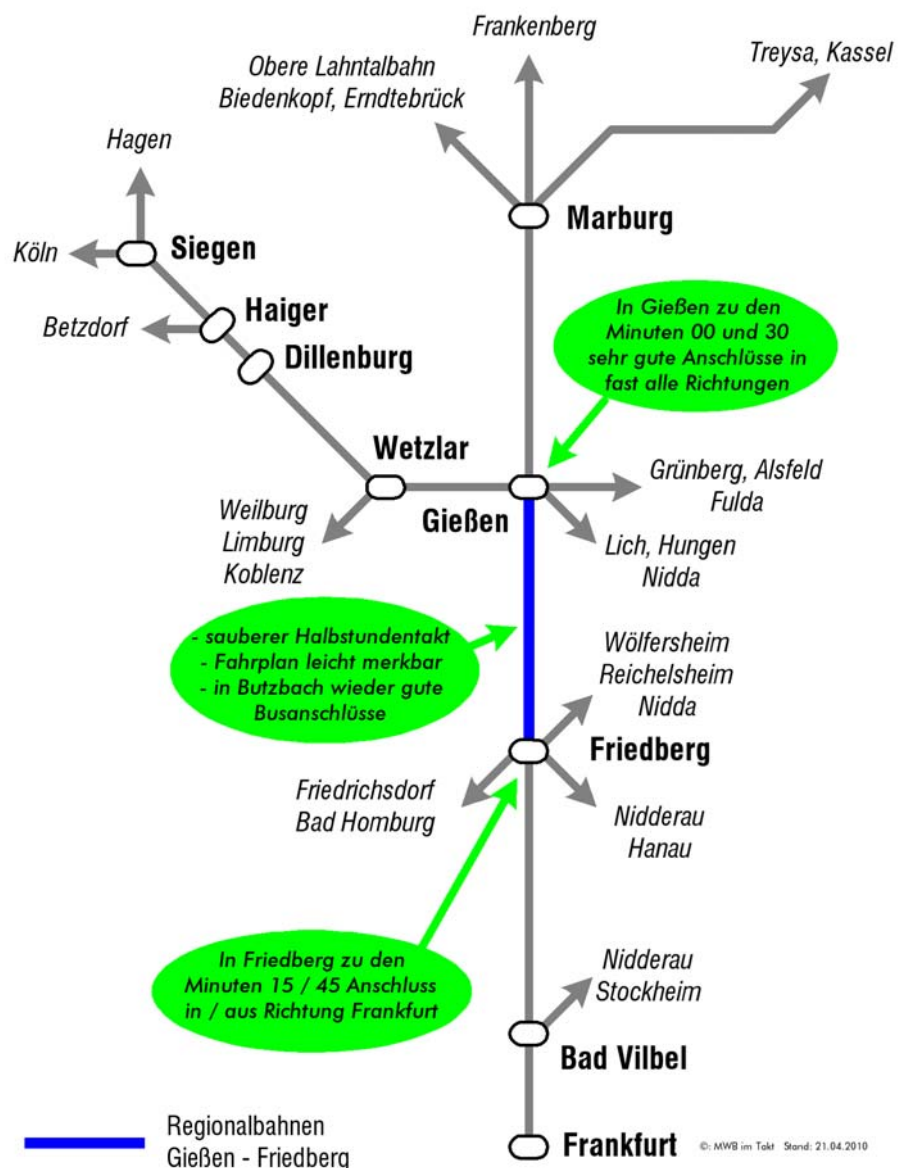 Frankenberg
Treysa, Kassel
Obere Lahntalbahn
Biedenkopf, Erndtebrück
Hagen
Marburg
Köln
Siegen
Betzdorf
Haiger
Dillenburg
In Gießen zu den
Minuten 00 und 30
sehr gute Anschlüsse in
fast alle Richtungen
Wetzlar
Gießen
Grünberg, Alsfeld
Fulda
Weilburg
Limburg
Koblenz
Lich, Hungen
Nidda
- sauberer Halbstundentakt
- Fahrplan leicht merkbar
- in Butzbach wieder gute
Busanschlüsse
Wölfersheim
Reichelsheim
Nidda
Friedberg
Friedrichsdorf
Bad Homburg
Nidderau
Hanau
In Friedberg zu den
Minuten 15 / 45 Anschluss
in / aus Richtung Frankfurt
Nidderau
Stockheim
Bad Vilbel
Regionalbahnen
Gießen - Friedberg
Frankfurt
©: MWB im Takt Stand: 21.04.2010